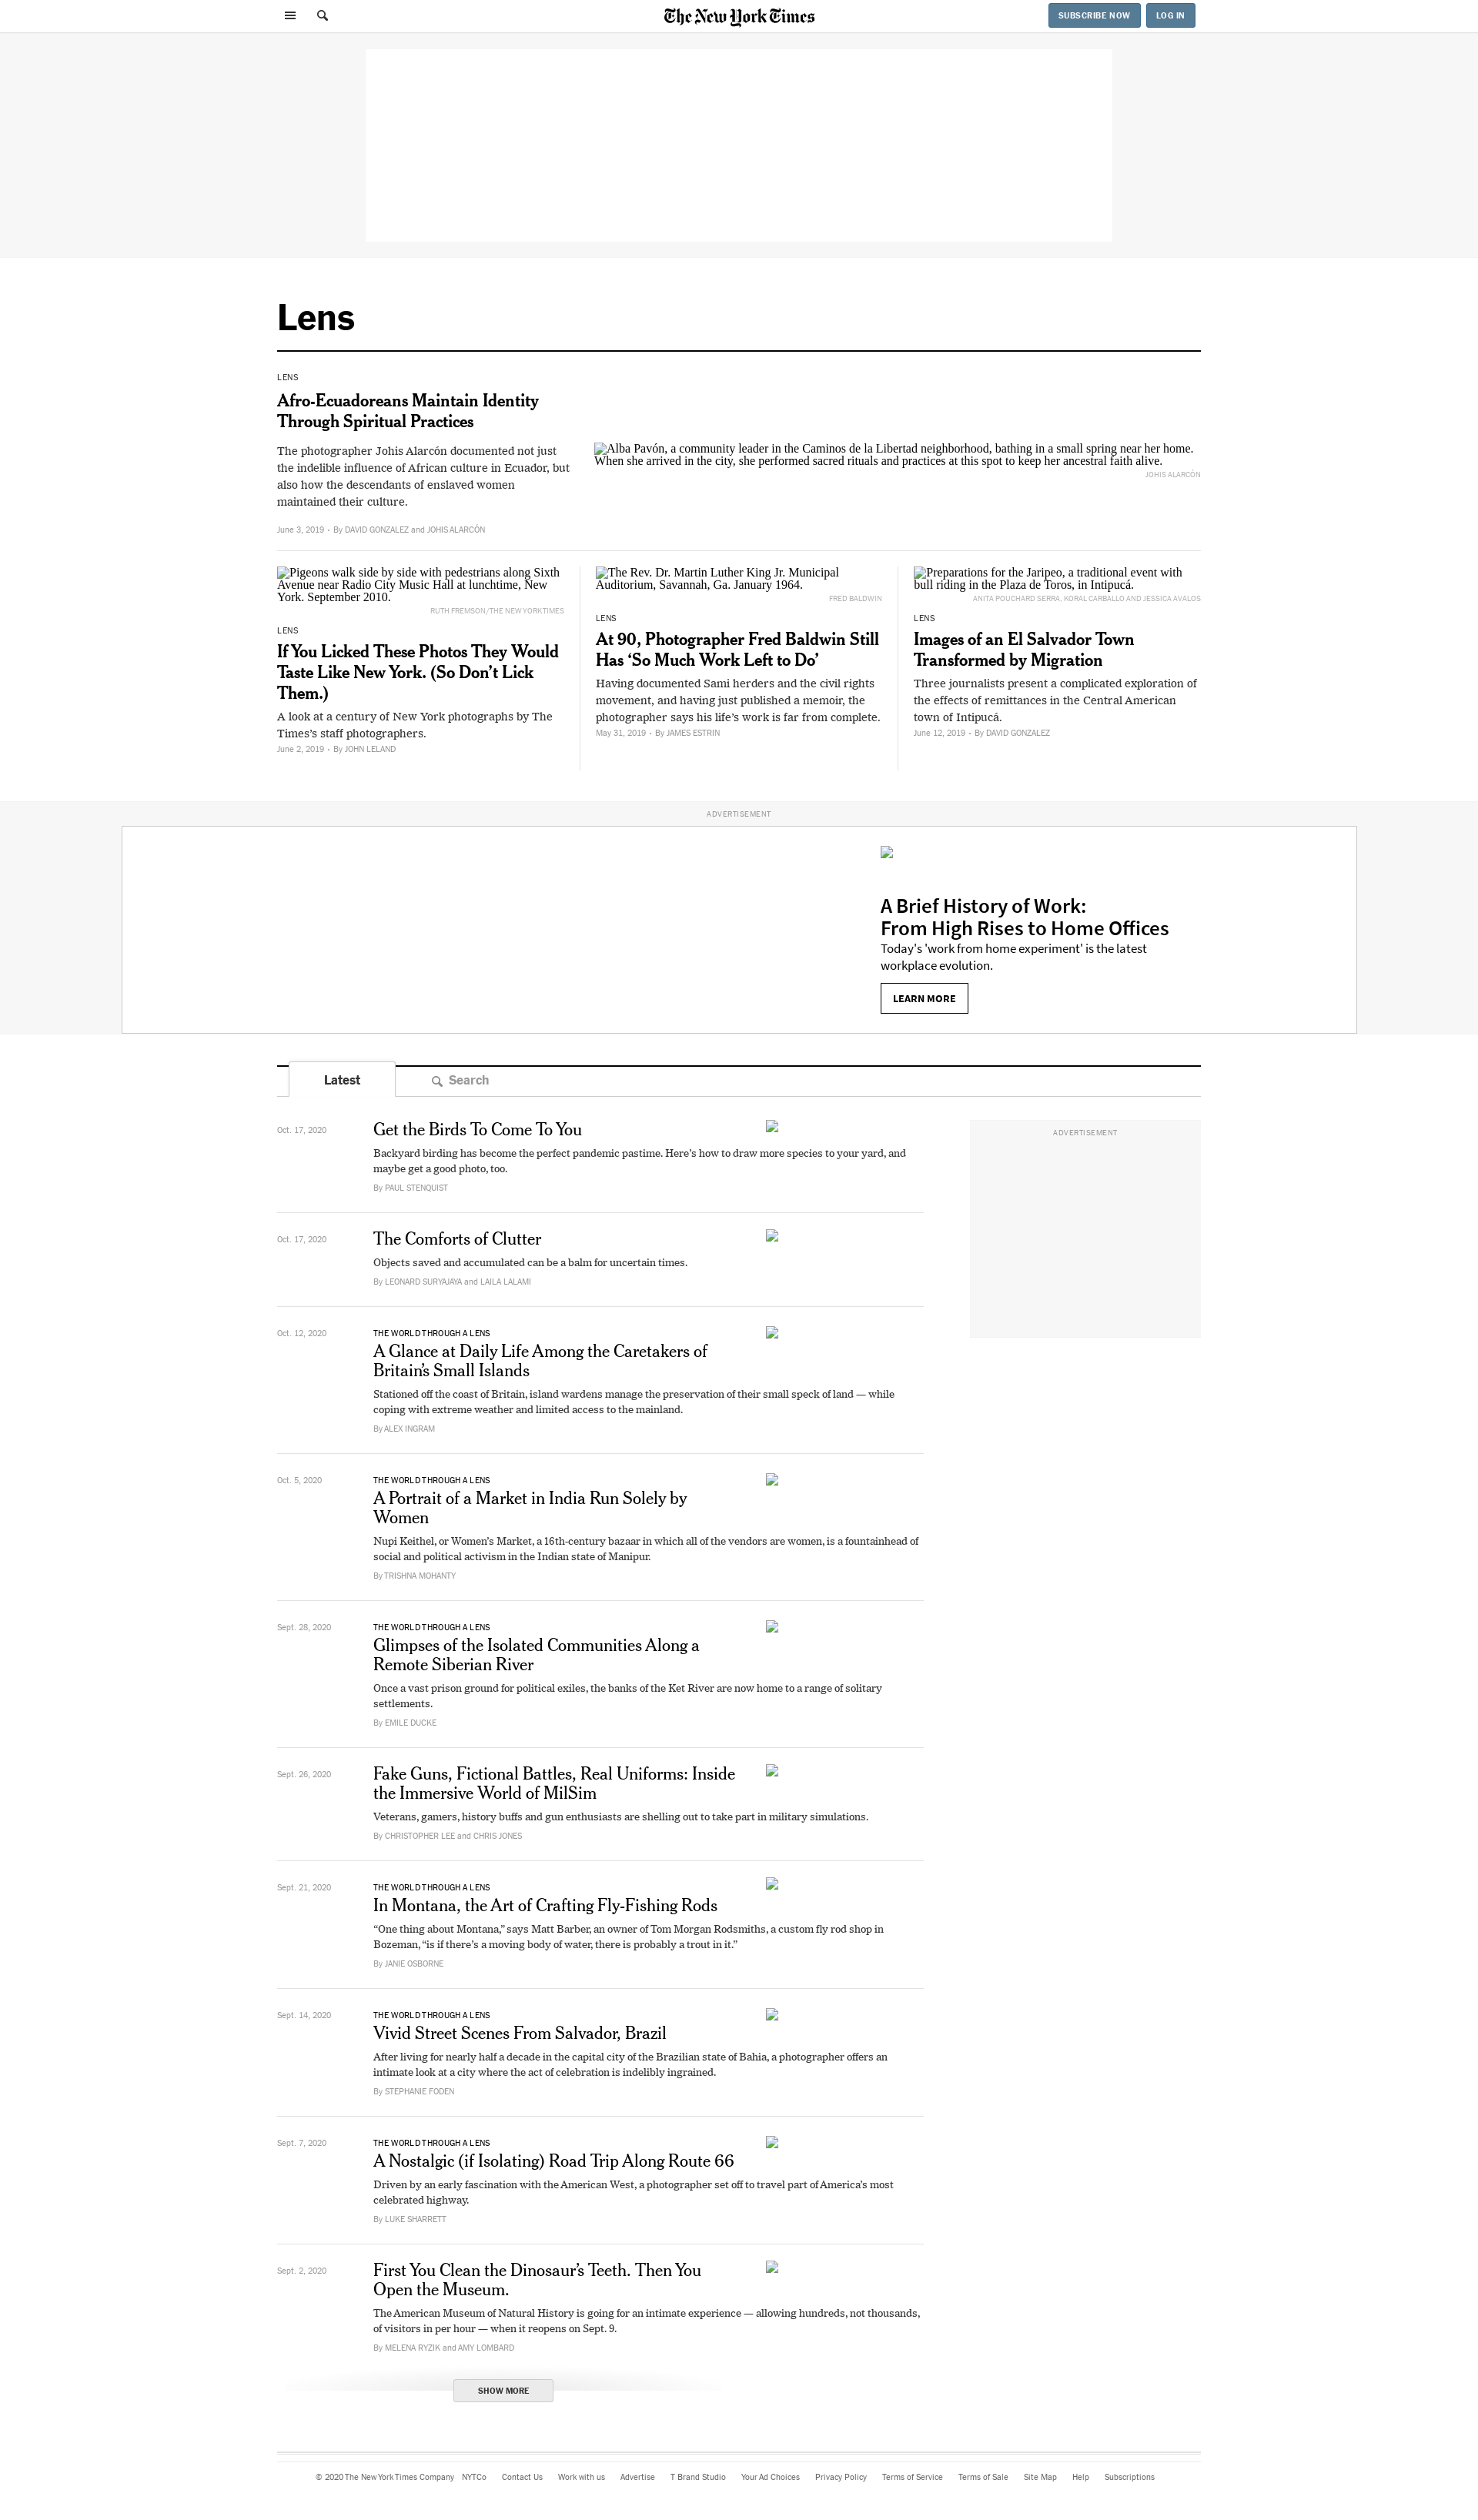 The New York Times
SUBSCRIBE NOW
LOG IN
Lens
LENS
Afro-Ecuadoreans Maintain Identity
Through Spiritual Practices
The photographer Johis Alarcón documented not just
the indelible influence of African culture in Ecuador, but
also how the descendants of enslaved women
maintained their culture.
June 3, 2019 • By DAVID GONZALEZ and JOHIS ALARCÓN
Alba Pavón, a community leader in the Caminos de la Libertad neighborhood, bathing in a small spring near her home.
When she arrived in the city, she performed sacred rituals and practices at this spot to keep her ancestral faith alive.
JOHIS ALARCÓN
Pigeons walk side by side with pedestrians along Sixth
Avenue near Radio City Music Hall at lunchtime, New
York. September 2010.
RUTH FREMSON/THE NEW YORK TIMES
LENS
If You Licked These Photos They Would
Taste Like New York. (So Don’t Lick
Them.)
A look at a century of New York photographs by The
Times’s staff photographers.
June 2, 2019 • By JOHN LELAND
The Rev. Dr. Martin Luther King Jr. Municipal
Auditorium, Savannah, Ga. January 1964.
FRED BALDWIN
LENS
At 90, Photographer Fred Baldwin Still
Has ‘So Much Work Left to Do’
Having documented Sami herders and the civil rights
movement, and having just published a memoir, the
photographer says his life’s work is far from complete.
May 31, 2019 • By JAMES ESTRIN
Preparations for the Jaripeo, a traditional event with
bull riding in the Plaza de Toros, in Intipucá.
ANITA POUCHARD SERRA, KORAL CARBALLO AND JESSICA AVALOS
LENS
Images of an El Salvador Town
Transformed by Migration
Three journalists present a complicated exploration of
the effects of remittances in the Central American
town of Intipucá.
June 12, 2019 • By DAVID GONZALEZ
ADVERTISEMENT
A Brief History of Work:
From High Rises to Home Offices
Today's 'work from home experiment' is the latest
workplace evolution.
LEARN MORE
Latest
Search
ADVERTISEMENT
Oct. 17, 2020
Get the Birds To Come To You
Backyard birding has become the perfect pandemic pastime. Here’s how to draw more species to your yard, and
maybe get a good photo, too.
By PAUL STENQUIST
Oct. 17, 2020
The Comforts of Clutter
Objects saved and accumulated can be a balm for uncertain times.
By LEONARD SURYAJAYA and LAILA LALAMI
Oct. 12, 2020
THE WORLD THROUGH A LENS
A Glance at Daily Life Among the Caretakers of
Britain’s Small Islands
Stationed off the coast of Britain, island wardens manage the preservation of their small speck of land — while
coping with extreme weather and limited access to the mainland.
By ALEX INGRAM
Oct. 5, 2020
THE WORLD THROUGH A LENS
A Portrait of a Market in India Run Solely by
Women
Nupi Keithel, or Women’s Market, a 16th-century bazaar in which all of the vendors are women, is a fountainhead of
social and political activism in the Indian state of Manipur.
By TRISHNA MOHANTY
Sept. 28, 2020
THE WORLD THROUGH A LENS
Glimpses of the Isolated Communities Along a
Remote Siberian River
Once a vast prison ground for political exiles, the banks of the Ket River are now home to a range of solitary
settlements.
By EMILE DUCKE
Sept. 26, 2020
Fake Guns, Fictional Battles, Real Uniforms: Inside
the Immersive World of MilSim
Veterans, gamers, history buffs and gun enthusiasts are shelling out to take part in military simulations.
By CHRISTOPHER LEE and CHRIS JONES
Sept. 21, 2020
THE WORLD THROUGH A LENS
In Montana, the Art of Crafting Fly-Fishing Rods
“One thing about Montana,” says Matt Barber, an owner of Tom Morgan Rodsmiths, a custom fly rod shop in
Bozeman, “is if there’s a moving body of water, there is probably a trout in it.”
By JANIE OSBORNE
Sept. 14, 2020
THE WORLD THROUGH A LENS
Vivid Street Scenes From Salvador, Brazil
After living for nearly half a decade in the capital city of the Brazilian state of Bahia, a photographer offers an
intimate look at a city where the act of celebration is indelibly ingrained.
By STEPHANIE FODEN
Sept. 7, 2020
THE WORLD THROUGH A LENS
A Nostalgic (if Isolating) Road Trip Along Route 66
Driven by an early fascination with the American West, a photographer set off to travel part of America’s most
celebrated highway.
By LUKE SHARRETT
Sept. 2, 2020
First You Clean the Dinosaur’s Teeth. Then You
Open the Museum.
The American Museum of Natural History is going for an intimate experience — allowing hundreds, not thousands,
of visitors in per hour — when it reopens on Sept. 9.
By MELENA RYZIK and AMY LOMBARD
SHOW MORE
© 2020 The New York Times Company NYTCo Contact Us Work with us Advertise T Brand Studio Your Ad Choices Privacy Policy Terms of Service Terms of Sale Site Map Help Subscriptions